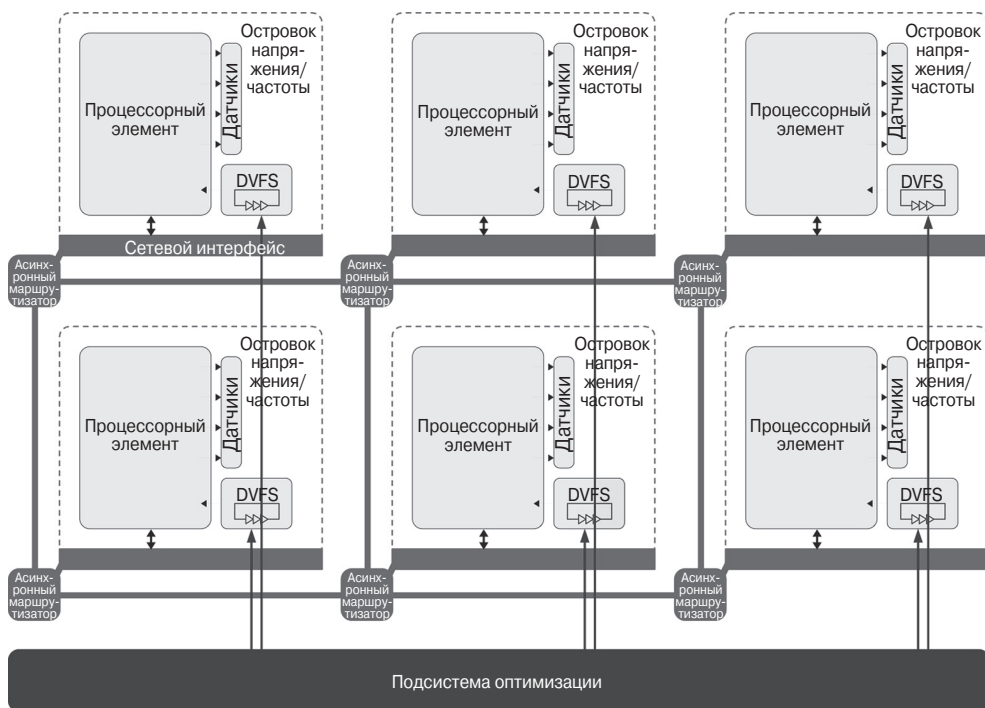 Процессорный
элемент
Датчики
Островок
напря-
жения/
частоты
DVFS
Процессорный
элемент
Датчики
Островок
напря-
жения/
частоты
DVFS
Процессорный
элемент
Датчики
Островок
напря-
жения/
частоты
DVFS
Сетевой интерфейс
Асинх-
ронный
маршру-
тизатор
Асинх-
ронный
маршру-
тизатор
Асинх-
ронный
маршру-
тизатор
Процессорный
элемент
Датчики
Островок
напря-
жения/
частоты
DVFS
Процессорный
элемент
Датчики
Островок
напря-
жения/
частоты
DVFS
Процессорный
элемент
Датчики
Островок
напря-
жения/
частоты
DVFS
Асинх-
ронный
маршру-
тизатор
Асинх-
ронный
маршру-
тизатор
Асинх-
ронный
маршру-
тизатор
Подсистема оптимизации